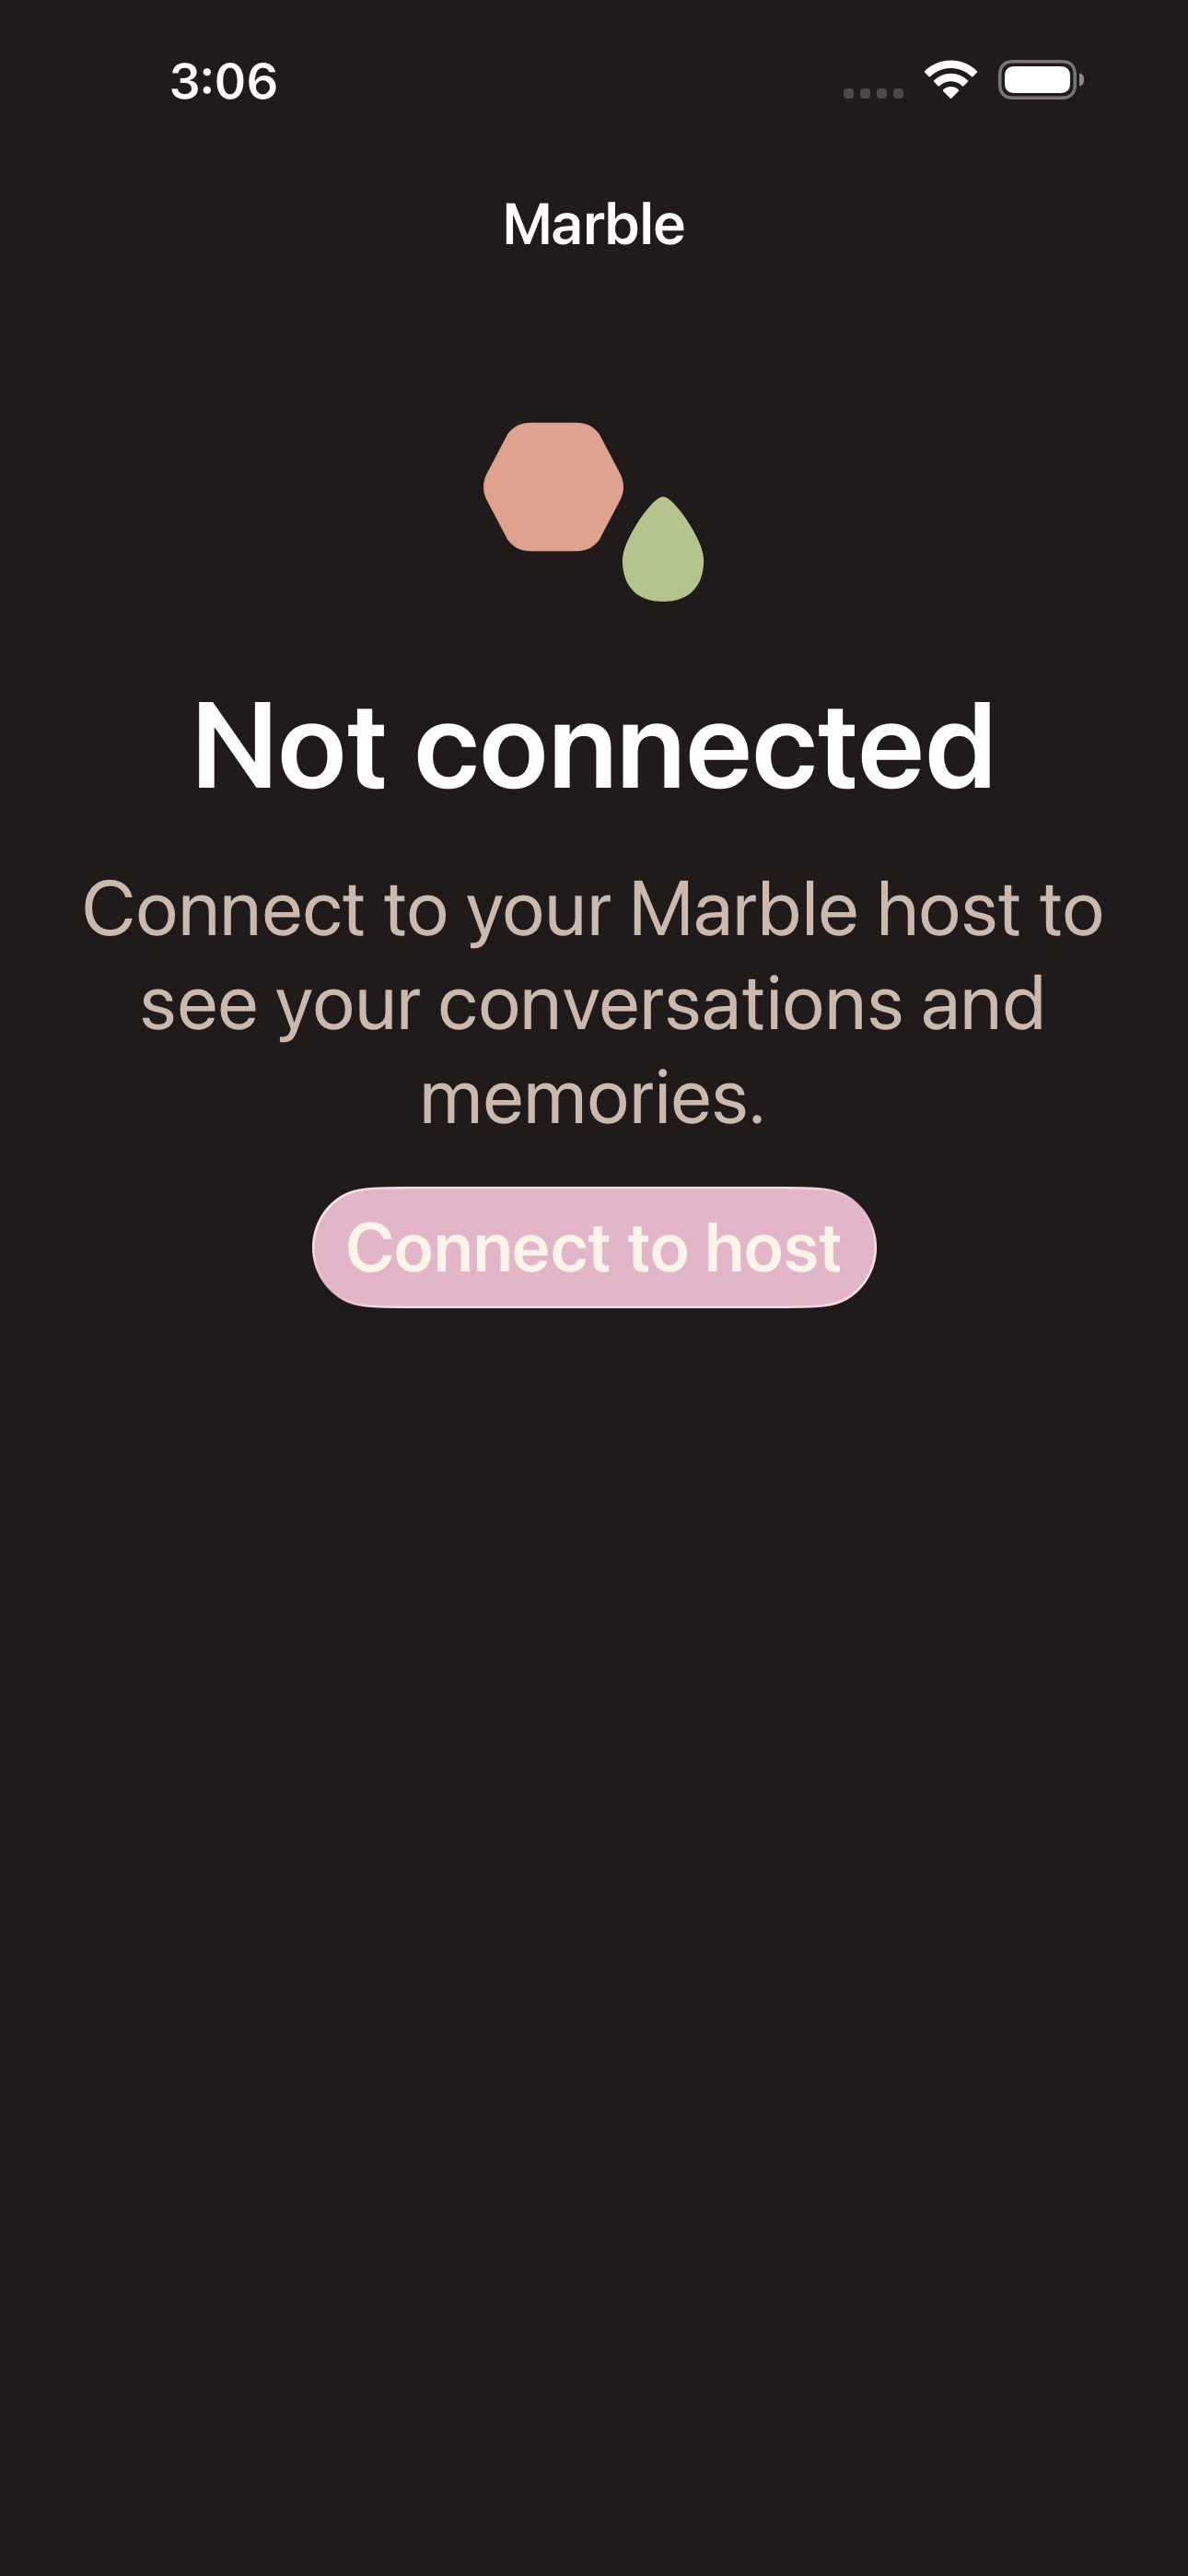 3:06
Marble
Not connected
Connect to your Marble host to
see your conversations and
memories.
Connect to host